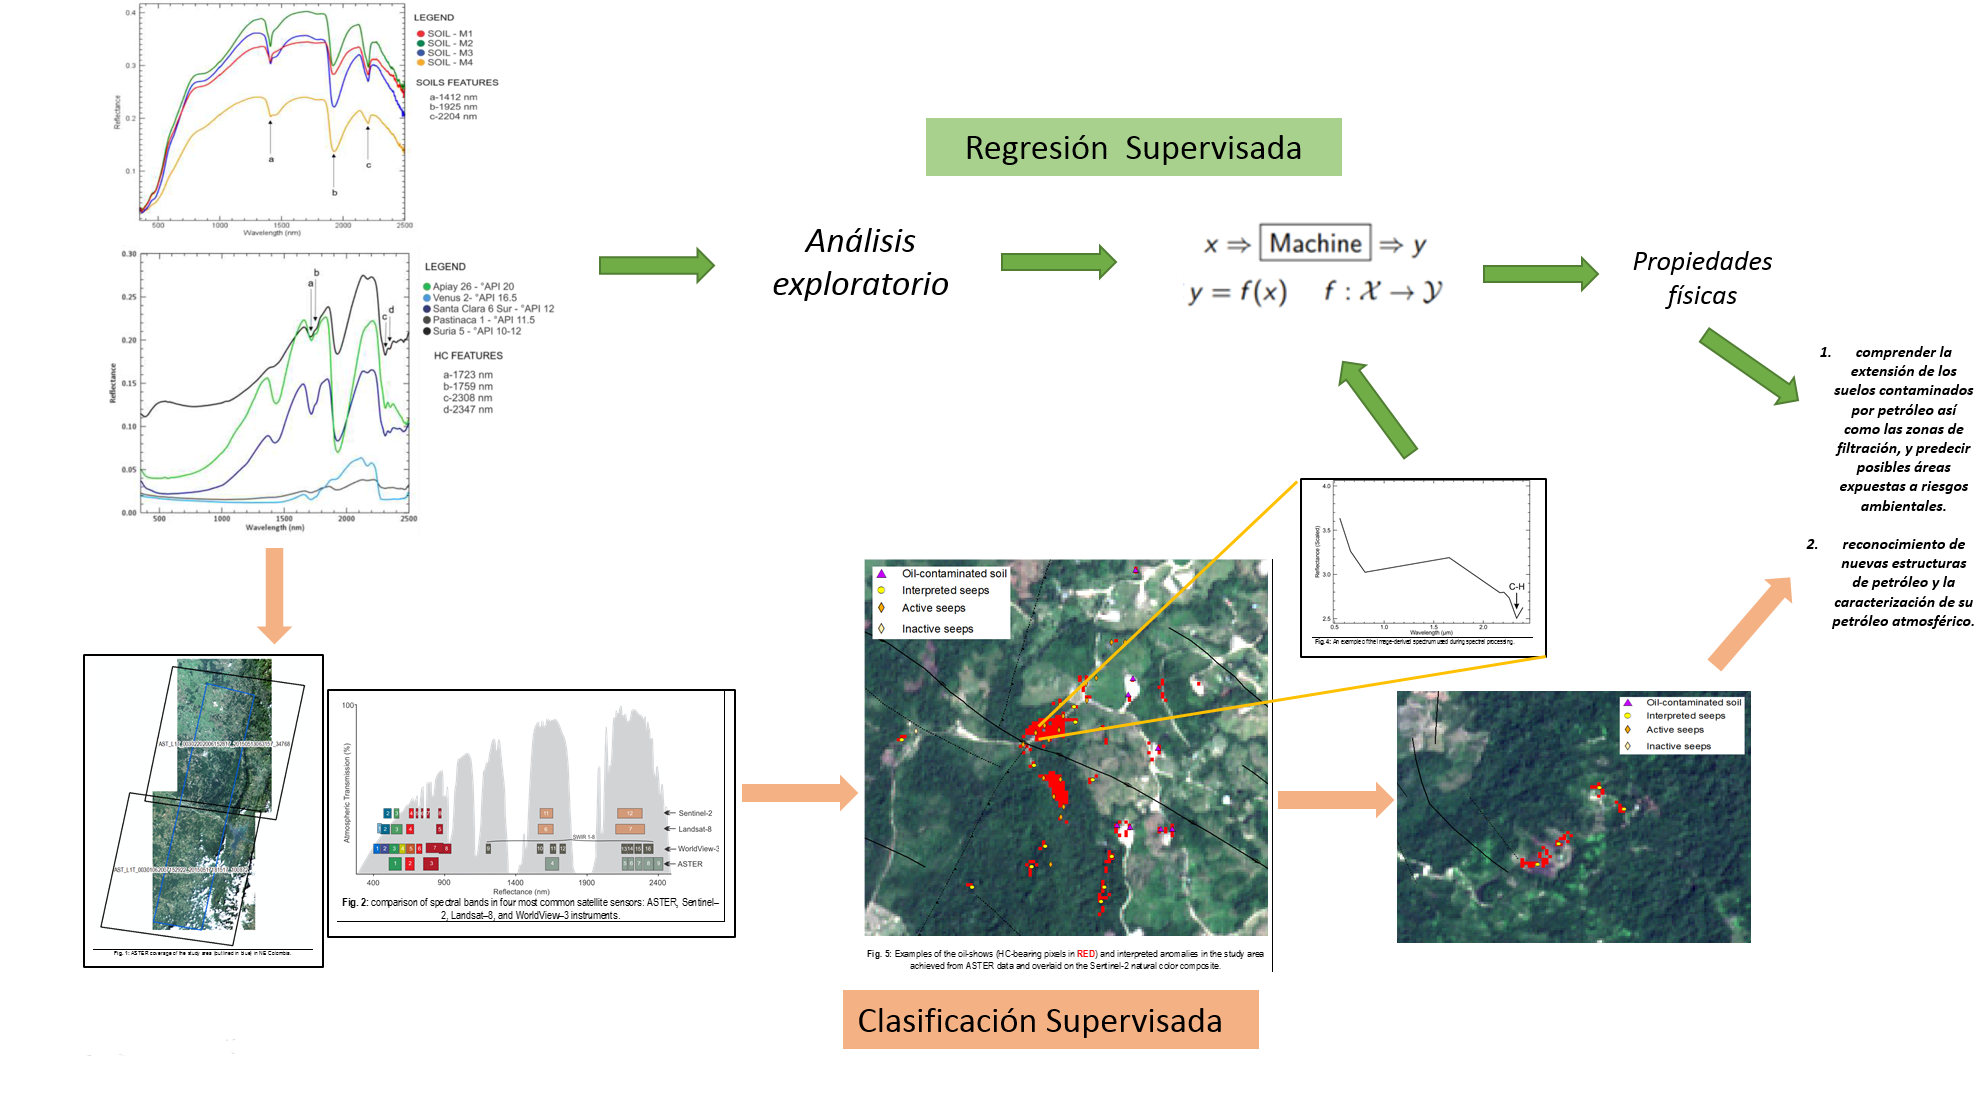 0.4
0.3
0.2
0.1
Reflectance
500
1000
1500
2000
2500
Wavelength (nm)
a
b
c
LEGEND
SOIL - M1
SOIL - M2
SOIL - M3
SOIL - M4
SOILS FEATURES
a-1412 nm
b-1925 nm
c-2204 nm
0.30
0.25
0.20
0.15
0.10
0.05
0.00
Reflectance
500
1000
1500
2000
2500
Wavelength (nm)
a
b
c
d
LEGEND
Apiay 26 - °API 20
Venus 2- °API 16.5
Santa Clara 6 Sur - °API 12
Pastinaca 1 - °API 11.5
Suria 5 - °API 10-12
HC FEATURES
a-1723 nm
b-1759 nm
c-2308 nm
d-2347 nm
Regresión Supervisada
Análisis
exploratorio
x ⇒ Machine ⇒ y
y = f(x) f : X → Y
Propiedades
físicas
1. comprender la
extensión de los
suelos contaminados
por petróleo así
como las zonas de
filtración, y predecir
posibles áreas
expuestas a riesgos
ambientales.
2. reconocimiento de
nuevas estructuras
de petróleo y la
caracterización de su
petróleo atmosférico.
4.0
3.5
3.0
2.5
Reflectance (Scaled)
0.5
1.0
1.5
2.0
Wavelength (µm)
C-H
Fig. 4: An example of the image-derived spectrum used during spectral processing.
Fig. 1: ASTER coverage of the study area (outlined in blue) in NE Colombia.
100
Atmospheric Transmission (%)
400
900
1400
1900
2400
Reflectance (nm)
Sentinel-2
Landsat-8
WorldView-3
ASTER
SWIR 1-8
Fig. 2: comparison of spectral bands in four most common satellite sensors: ASTER, Sentinel–
2, Landsat–8, and WorldView–3 instruments.
Oil-contaminated soil
Interpreted seeps
Active seeps
Inactive seeps
Fig. 5: Examples of the oil-shows (HC-bearing pixels in RED) and interpreted anomalies in the study area
achieved from ASTER data and overlaid on the Sentinel-2 natural color composite.
Oil-contaminated soil
Interpreted seeps
Active seeps
Inactive seeps
Clasificación Supervisada